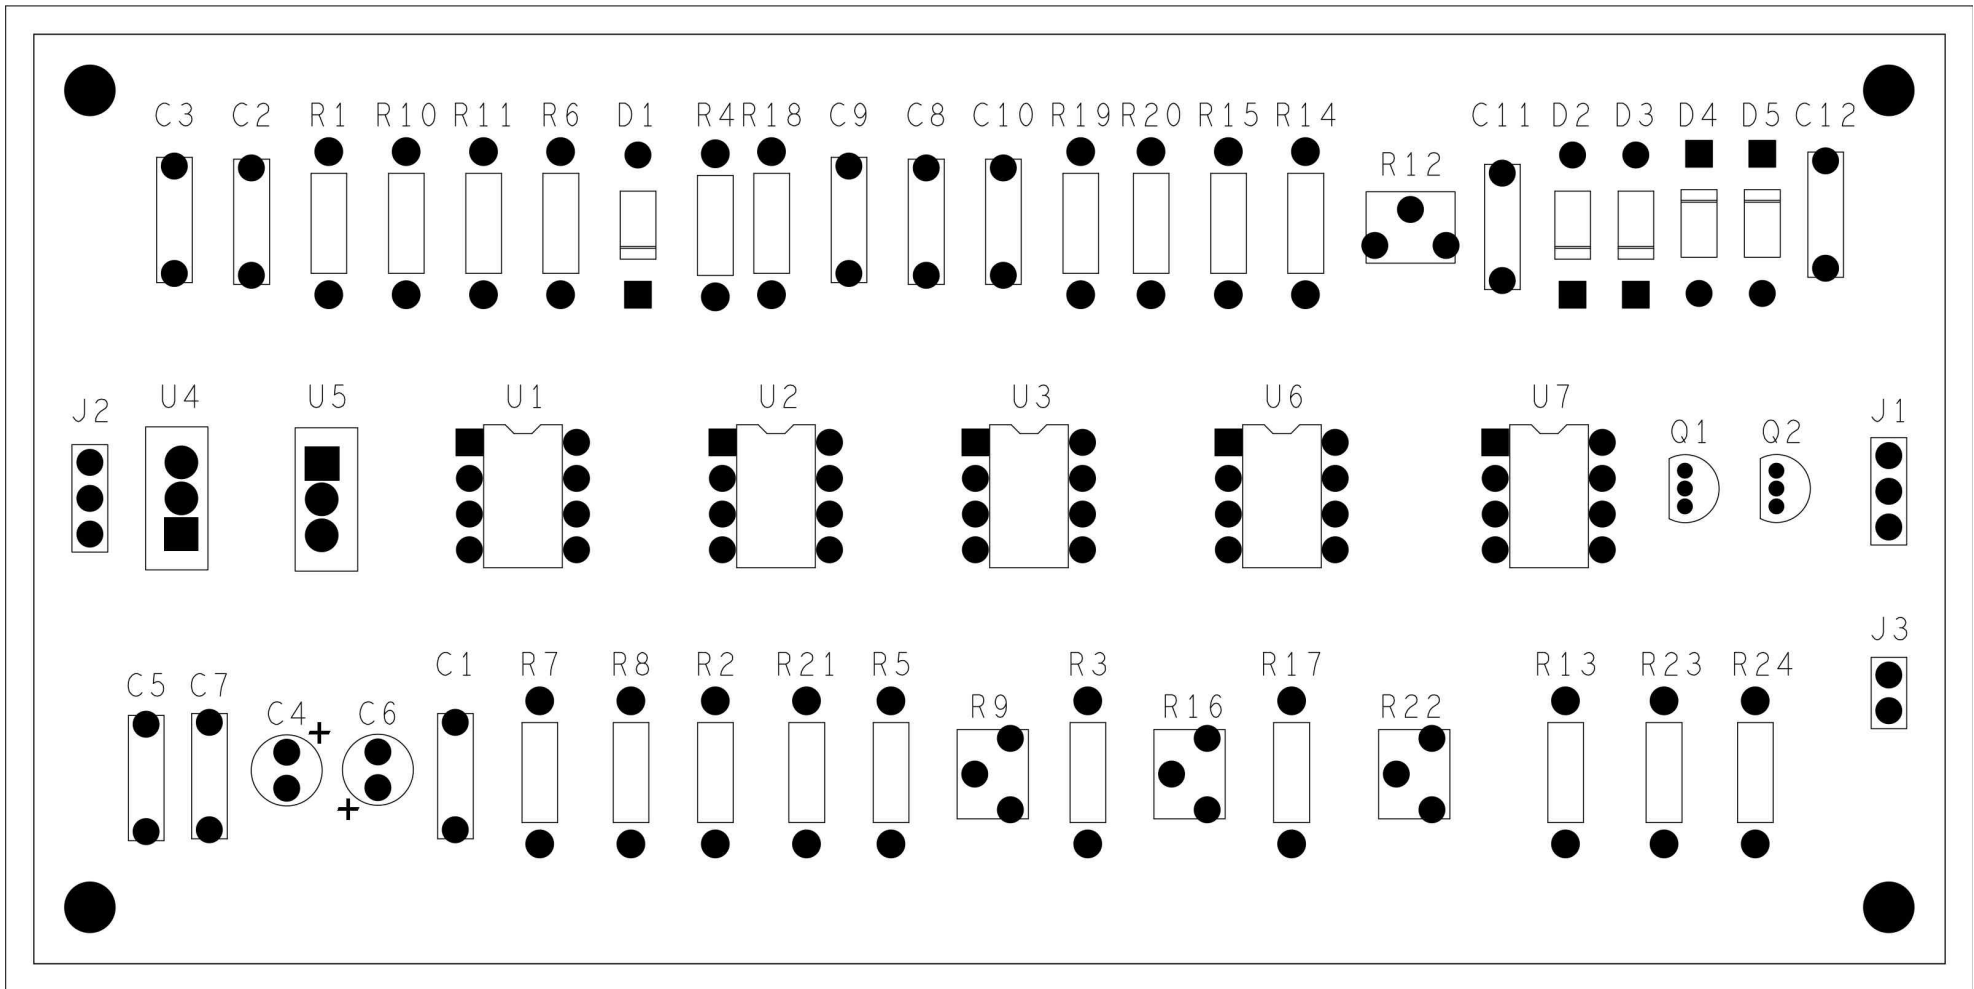 C3 C2 R1 R10 R11 R6 D1 R4 R18 C9 C8 C10 R19 R20 R15 R14 C11 D2 D3 D4 D5 C12
R12
U4 U5 U1 U2 U3 U6 U7
J2 J1
Q1 Q2
J3
C1 R7 R8 R2 R21 R5 R3 R17 R13 R23 R24
C5 C7
R9 R16 R22
C4 C6
+
+